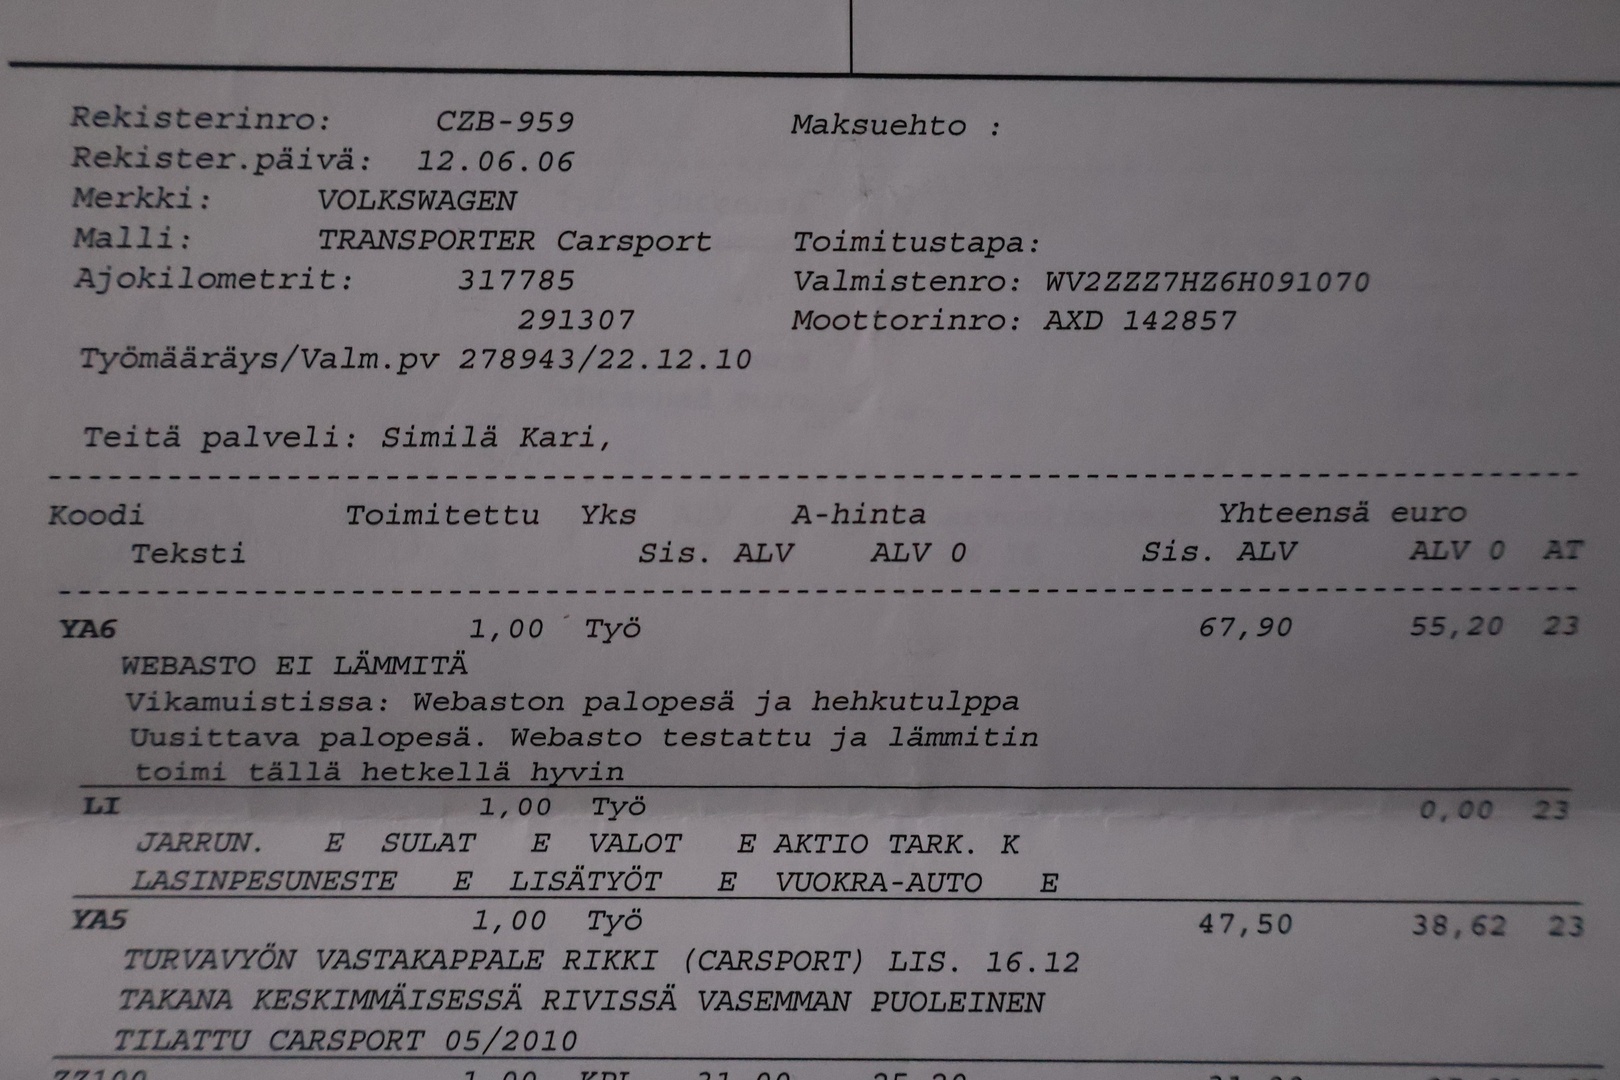 Rekisterinro: CZB-959 Maksuehto :
Rekister.päivä: 12.06.06
Merkki: VOLKSWAGEN
Malli: TRANSPORTER Carsport Toimitustapa:
Ajokilometrit: 317785 Valmistenro: WV2ZZZ7HZ6H091070
291307 Moottorinro: AXD 142857
Työmääräys/Valm.pv 278943/22.12.10
Teitä palveli: Similä Kari,
Koodi Toimitettu Yks A-hinta Yhteensä euro
Teksti Sis. ALV ALV 0 Sis. ALV ALV 0 AT
YA6 1,00 Työ 67,90 55,20 23
WEBASTO EI LÄMMITÄ
Vikamuistissa: Webaston palopesä ja hehkutulppa
Uusittava palopesä. Webasto testattu ja lämmitin
toimi tällä hetkellä hyvin
LI 1,00 Työ 0,00 23
JARRUN. E SULAT E VALOT E AKTIO TARK. K
LASINPESUNESTE E LISÄTYÖT E VUOKRA-AUTO E
YA5 1,00 Työ 47,50 38,62 23
TURVAVYÖN VASTAKAPPALE RIKKI (CARSPORT) LIS. 16.12
TAKANA KESKIMMÄISESSÄ RIVISSÄ VASEMMAN PUOLEINEN
TILATTU CARSPORT 05/2010
ZZ100 1,00 KPL